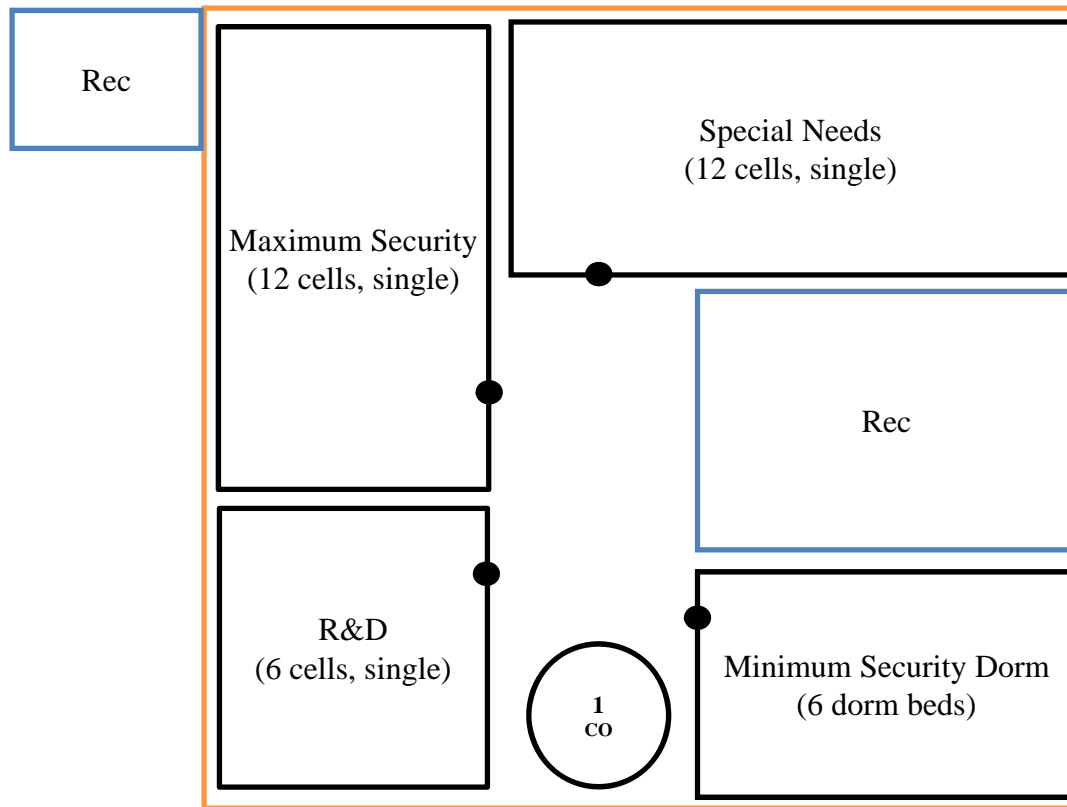 Rec
Special Needs
(12 cells, single)
Maximum Security
(12 cells, single)
Rec
R&D
(6 cells, single)
Minimum Security Dorm
(6 dorm beds)
1
CO